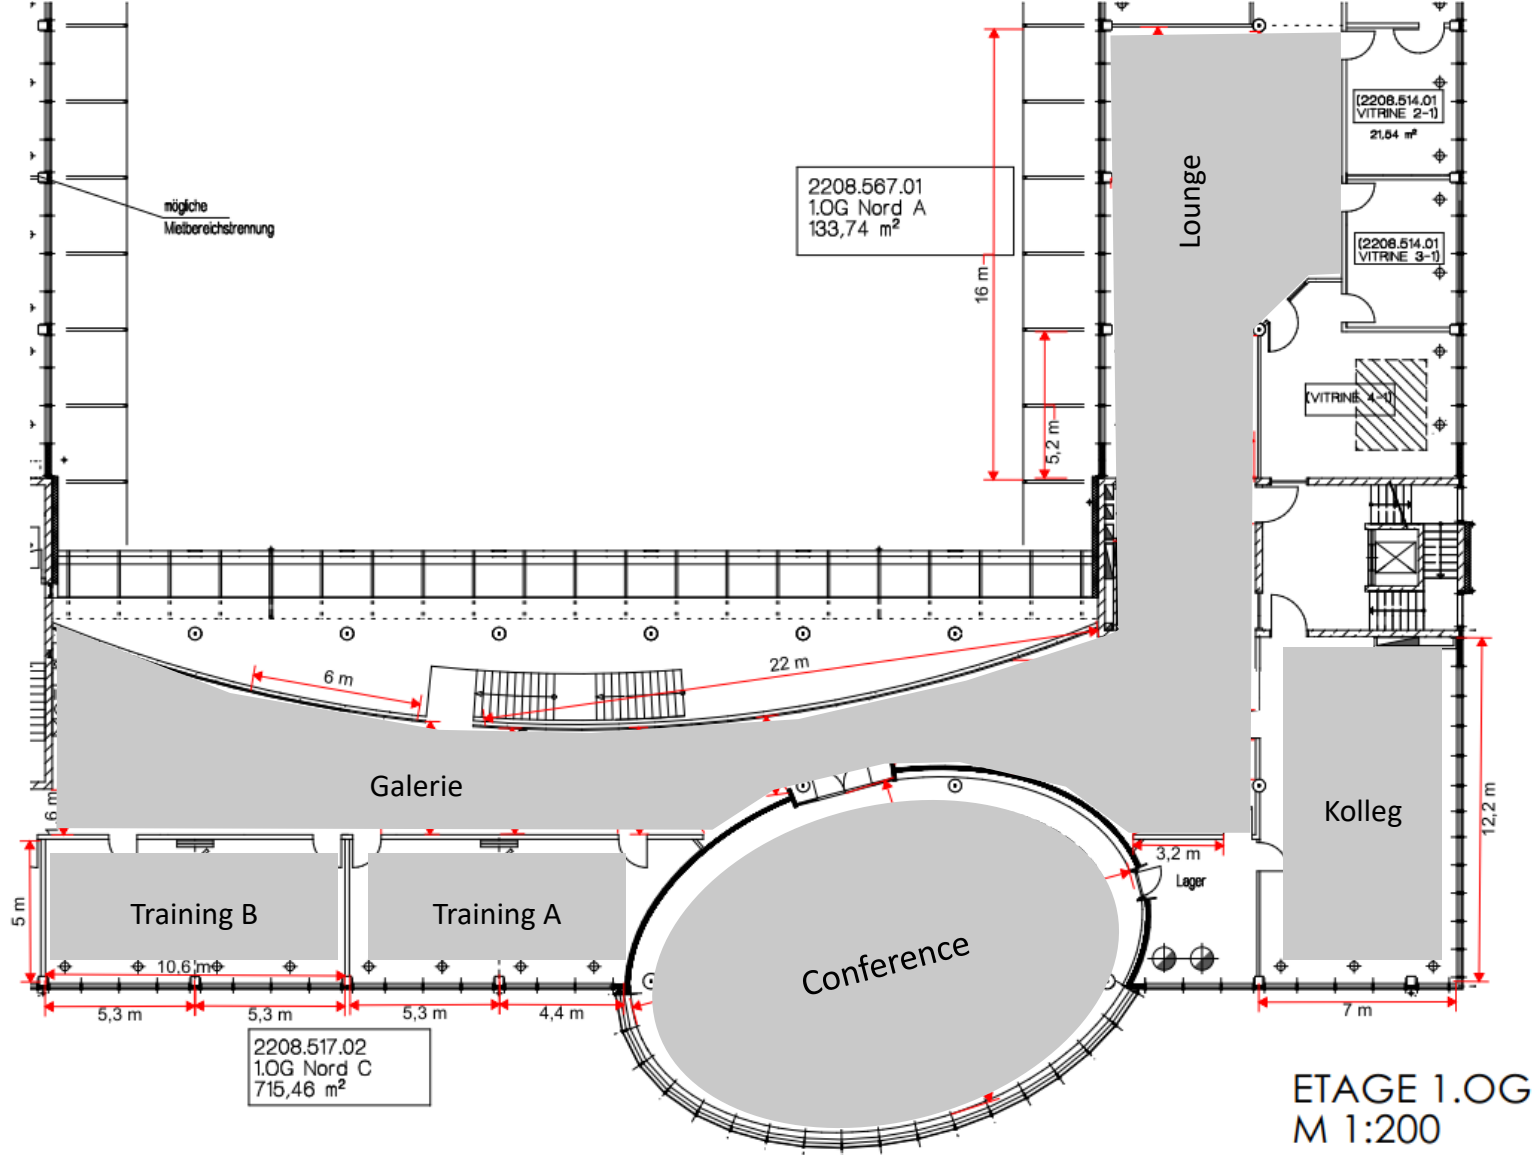 (2208.514.01
VITRINE 2-1)
21,54 m²
mögliche
Mietbereichstrennung
2208.567.01
1.OG Nord A
133,74 m²
Lounge
(2208.514.01
VITRINE 3-1)
16 m
5,2 m
(VITRINE 4-1)
22 m
6 m
Galerie
Kolleg
12,2 m
1,6 m
3,2 m
Lager
5 m
Training B
Training A
Conference
10,6 m
5,3 m
5,3 m
5,3 m
4,4 m
7 m
2208.517.02
1.OG Nord C
715,46 m²
ETAGE 1.OG
M 1:200